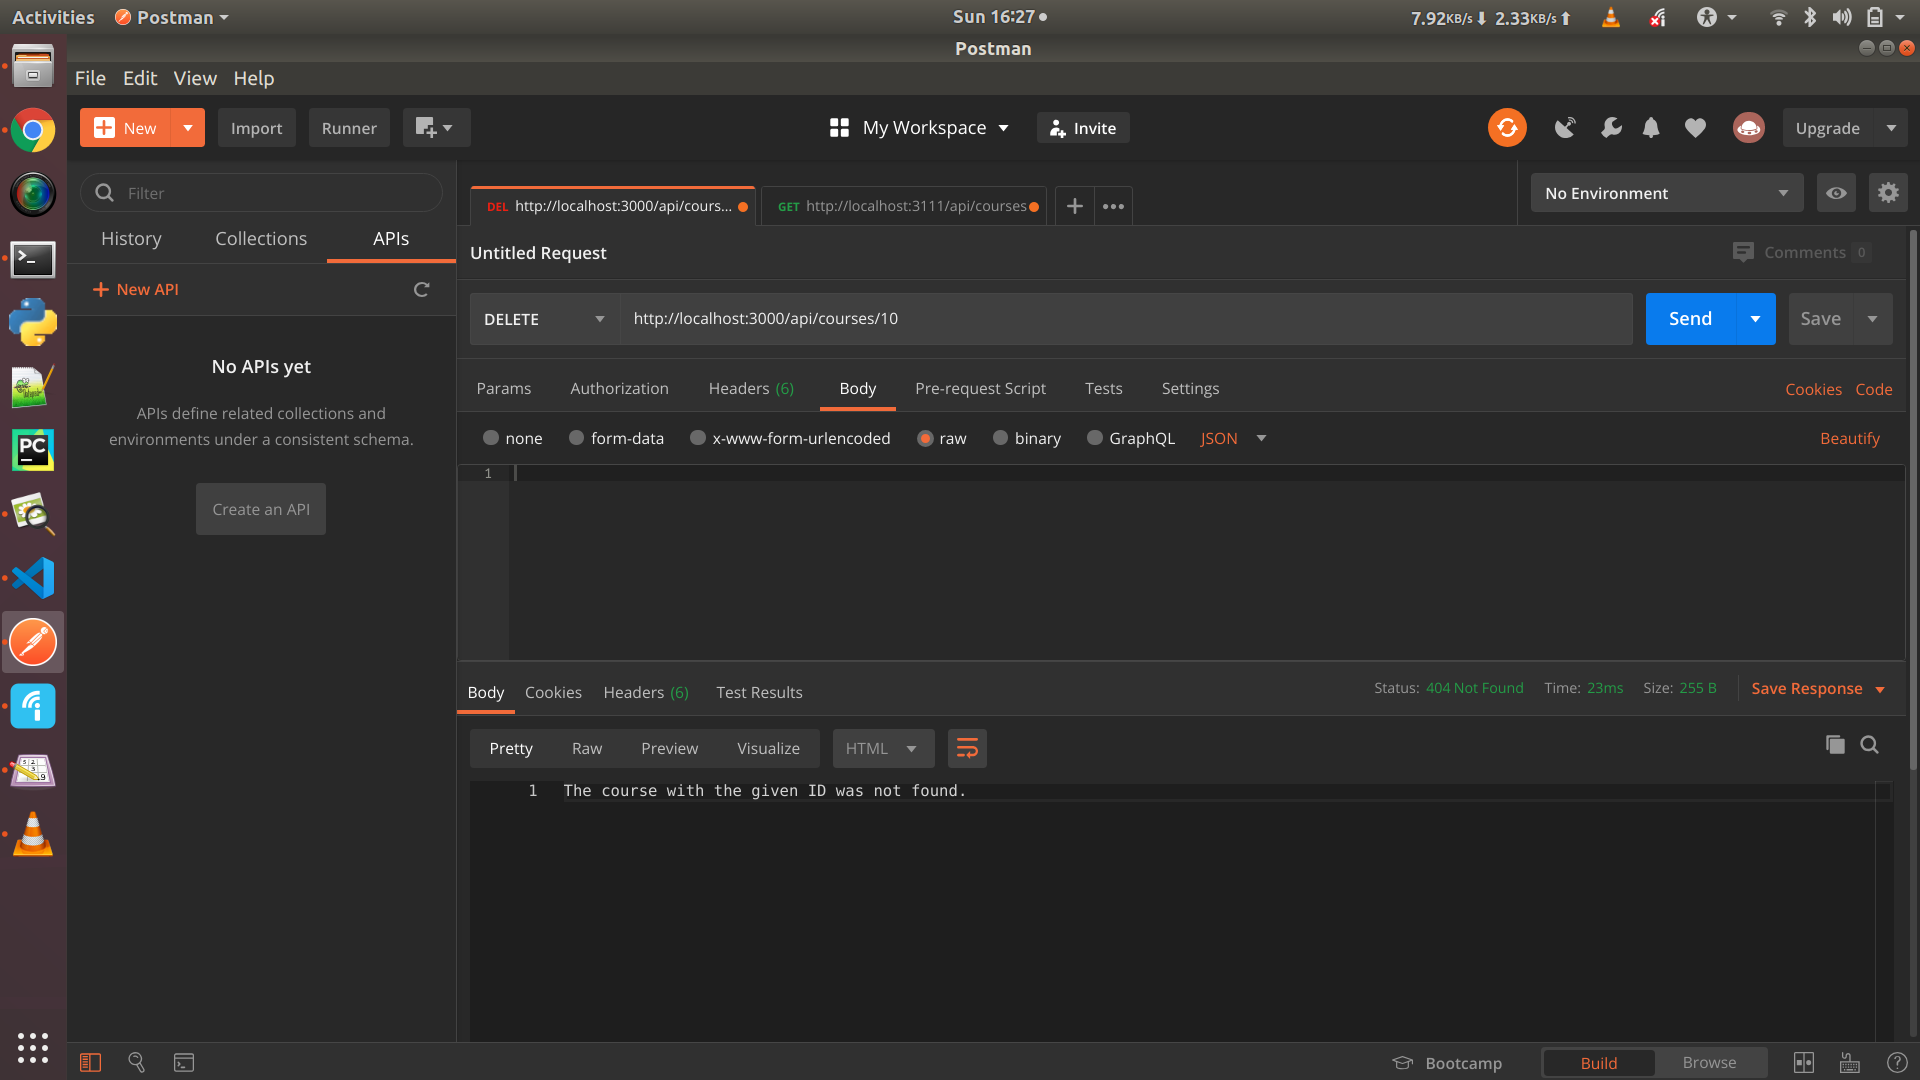 Activities Postman Sun 16:27 7.92KB/s 2.33KB/s
Postman
File Edit View Help
New Import Runner My Workspace Invite Upgrade
Filter
History Collections APIs
New API
No APIs yet
APIs define related collections and
environments under a consistent schema.
Create an API
DEL http://localhost:3000/api/cours... GET http://localhost:3111/api/courses No Environment
Untitled Request Comments 0
DELETE http://localhost:3000/api/courses/10 Send Save
Params Authorization Headers (6) Body Pre-request Script Tests Settings Cookies Code
none form-data x-www-form-urlencoded raw binary GraphQL JSON Beautify
1
Body Cookies Headers (6) Test Results Status: 404 Not Found Time: 23ms Size: 255 B Save Response
Pretty Raw Preview Visualize HTML
1 The course with the given ID was not found.
PC
Bootcamp Build Browse